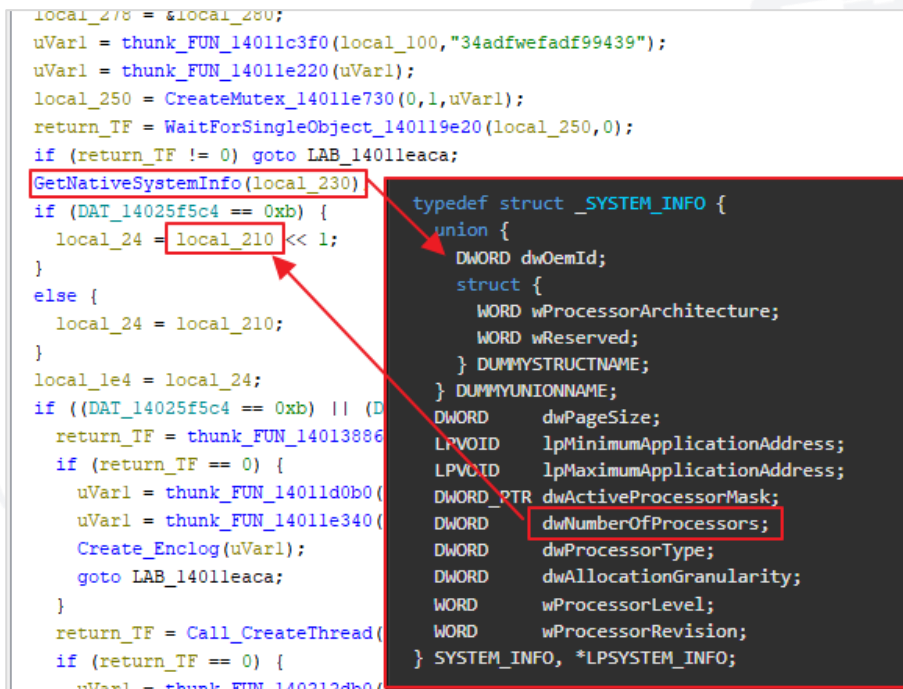 local_278 = &local_280;
uVar1 = thunk_FUN_14011c3f0(local_100,"34adfwefadf99439");
uVar1 = thunk_FUN_14011e220(uVar1);
local_250 = CreateMutex_14011e730(0,1,uVar1);
return_TF = WaitForSingleObject_140119e20(local_250,0);
if (return_TF != 0) goto LAB_14011eaca;
GetNativeSystemInfo(local_230)
if (DAT_14025f5c4 == 0xb) {
local_24 = local_210 << 1;
}
else {
local_24 = local_210;
}
local_1e4 = local_24;
if ((DAT_14025f5c4 == 0xb) || (D
return_TF = thunk_FUN_14013886
if (return_TF == 0) {
uVar1 = thunk_FUN_14011d0b0(
uVar1 = thunk_FUN_14011e340(
Create_Enclog(uVar1);
goto LAB_14011eaca;
}
return_TF = Call_CreateThread(
if (return_TF == 0) {
uVar1 = thunk_FUN_140212db0(
typedef struct _SYSTEM_INFO {
union {
DWORD dwOemId;
struct {
WORD wProcessorArchitecture;
WORD wReserved;
} DUMMYSTRUCTNAME;
} DUMMYUNIONNAME;
DWORD dwPageSize;
LPVOID lpMinimumApplicationAddress;
LPVOID lpMaximumApplicationAddress;
DWORD_PTR dwActiveProcessorMask;
DWORD dwNumberOfProcessors;
DWORD dwProcessorType;
DWORD dwAllocationGranularity;
WORD wProcessorLevel;
WORD wProcessorRevision;
} SYSTEM_INFO, *LPSYSTEM_INFO;